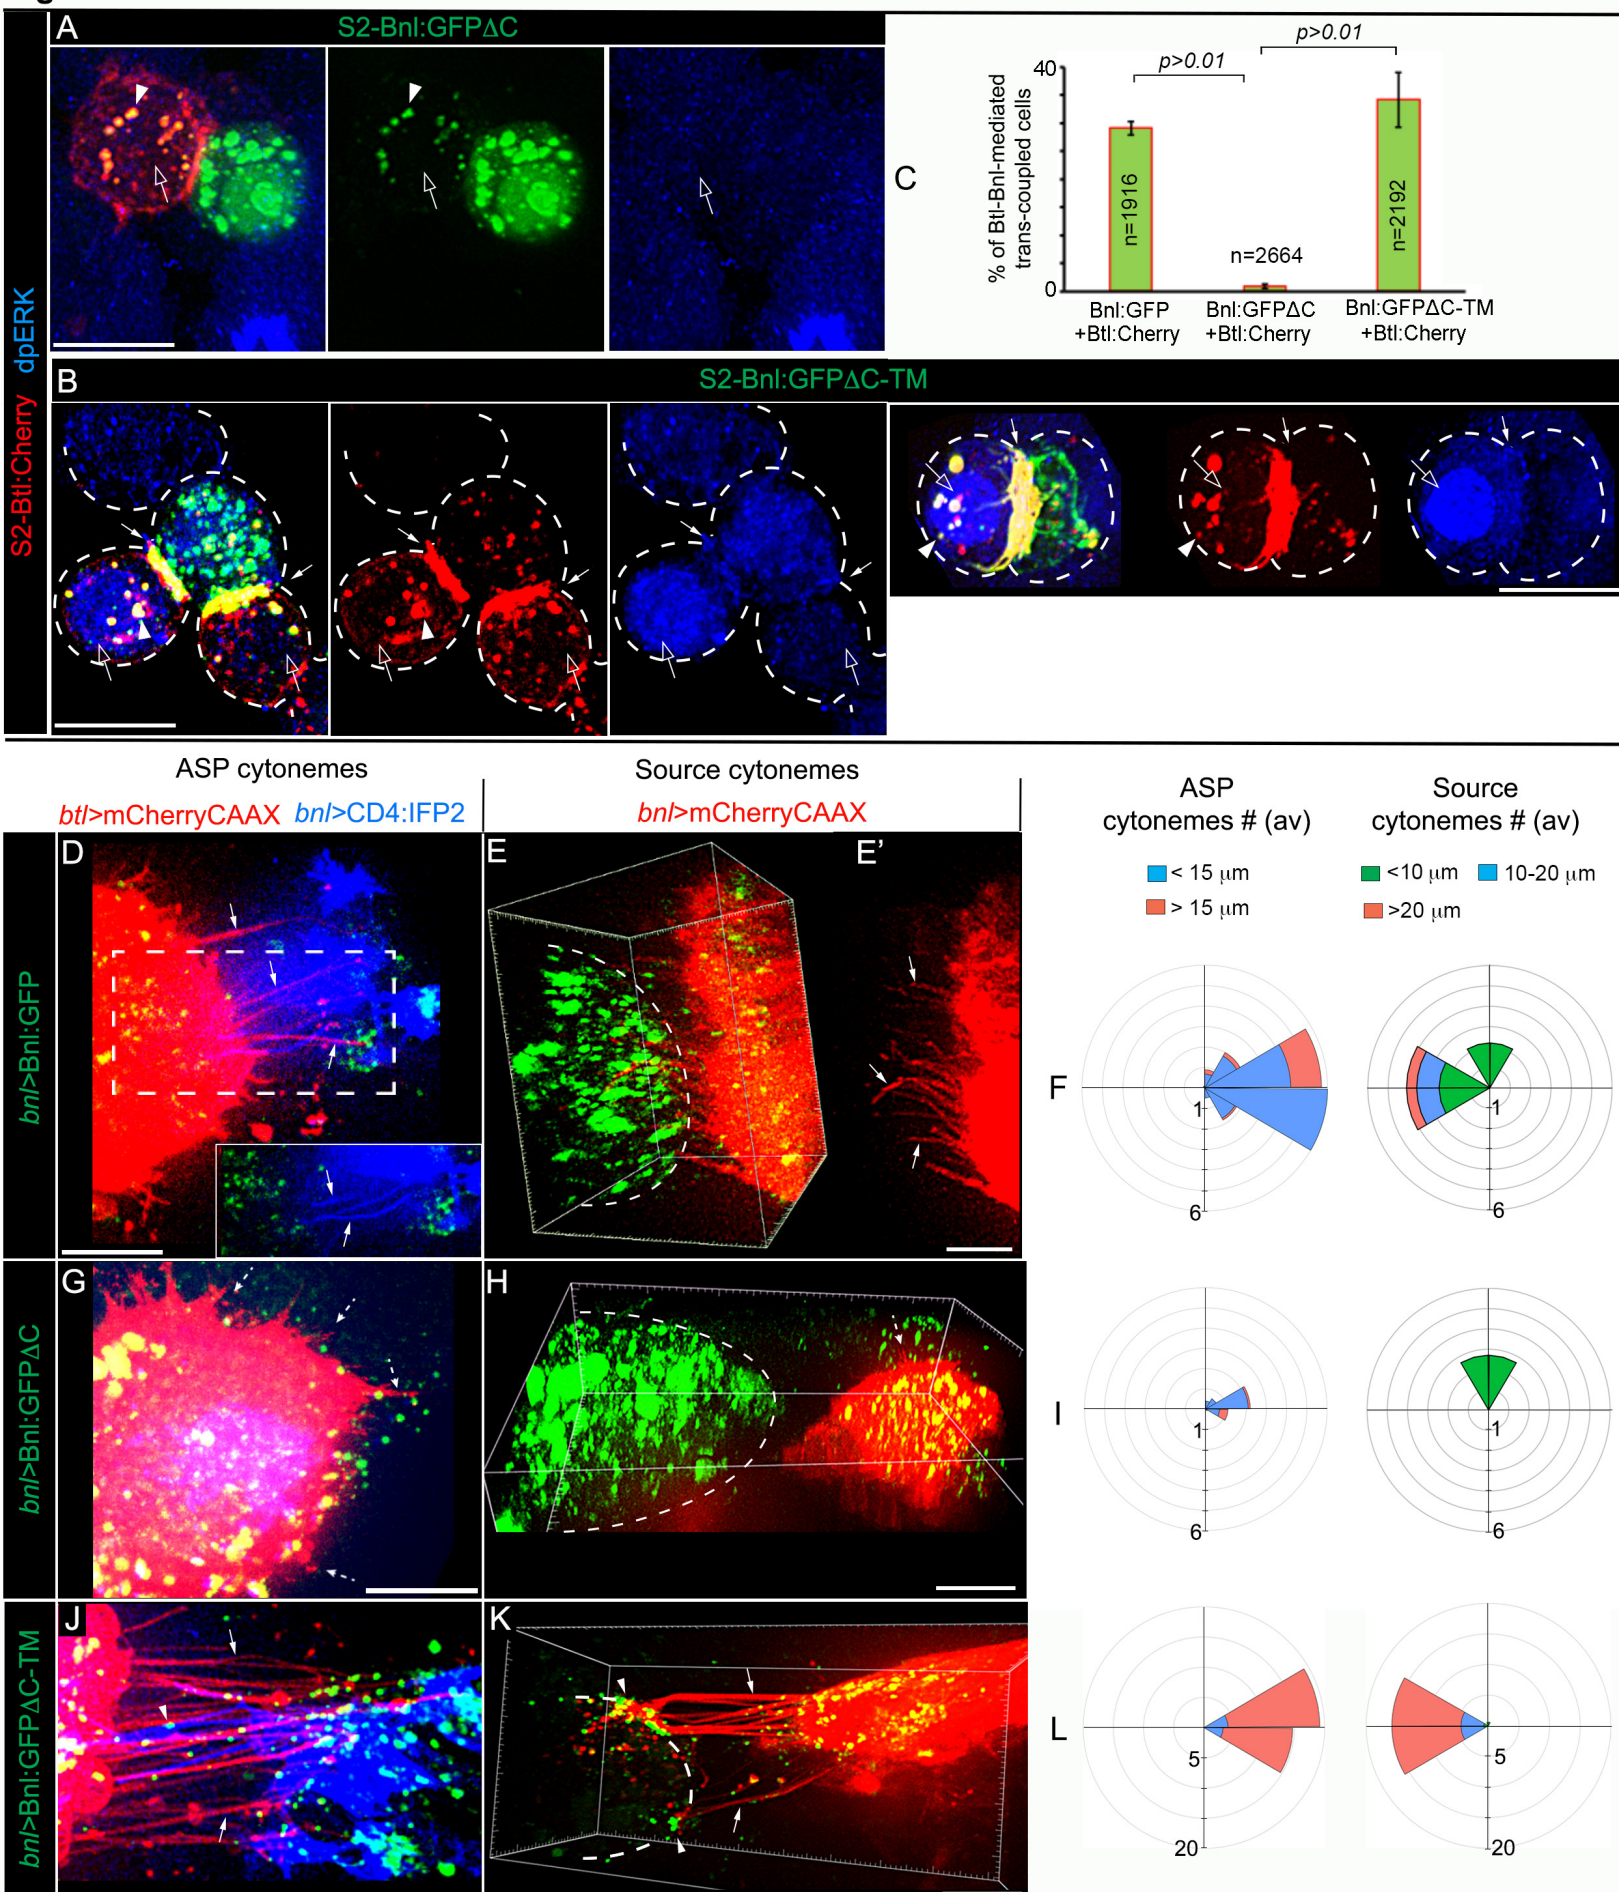 A
S2-Bnl:GFPΔC
S2-Btl:Cherry dpERK
C
% of Btl-Bnl-mediated
trans-coupled cells
40
0
p>0.01
p>0.01
n=1916
n=2664
n=2192
Bnl:GFP
+Btl:Cherry
Bnl:GFPΔC
+Btl:Cherry
Bnl:GFPΔC-TM
+Btl:Cherry
B
S2-Bnl:GFPΔC-TM
ASP cytonemes
btl>mCherryCAAX bnl>CD4:IFP2
Source cytonemes
bnl>mCherryCAAX
ASP
cytonemes # (av)
< 15 μm
> 15 μm
Source
cytonemes # (av)
<10 μm
10-20 μm
>20 μm
bnl>Bnl:GFP
D
E
E’
F
1
6
1
6
bnl>Bnl:GFPΔC
G
H
I
1
6
1
6
bnl>Bnl:GFPΔC-TM
J
K
L
5
20
5
20